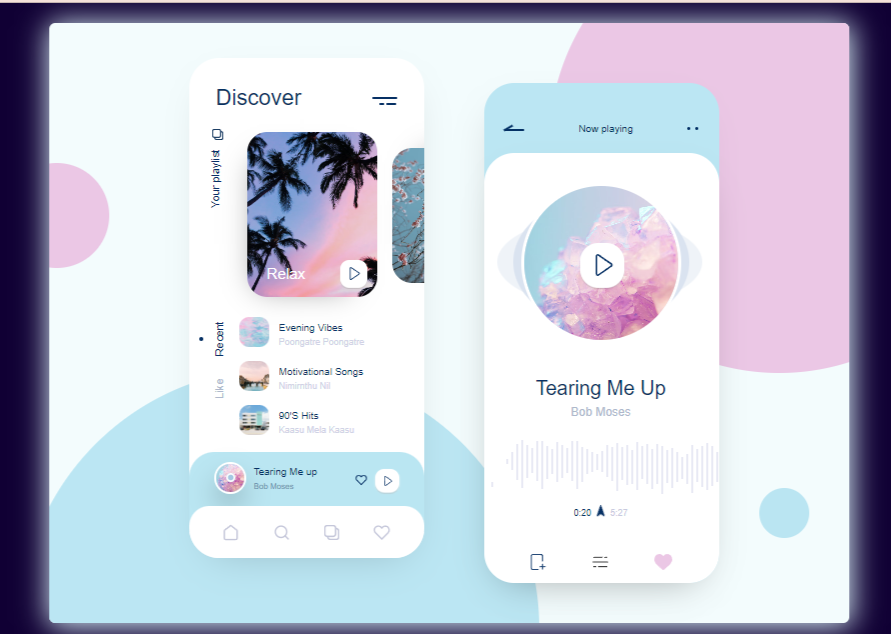 Discover
Your playlist
Relax
Recent
Like
Evening Vibes
Poongatre Poongatre
Motivational Songs
Nimirnthu Nil
90'S Hits
Kaasu Mela Kaasu
Tearing Me up
Bob Moses
Now playing
Tearing Me Up
Bob Moses
0:20
5:27